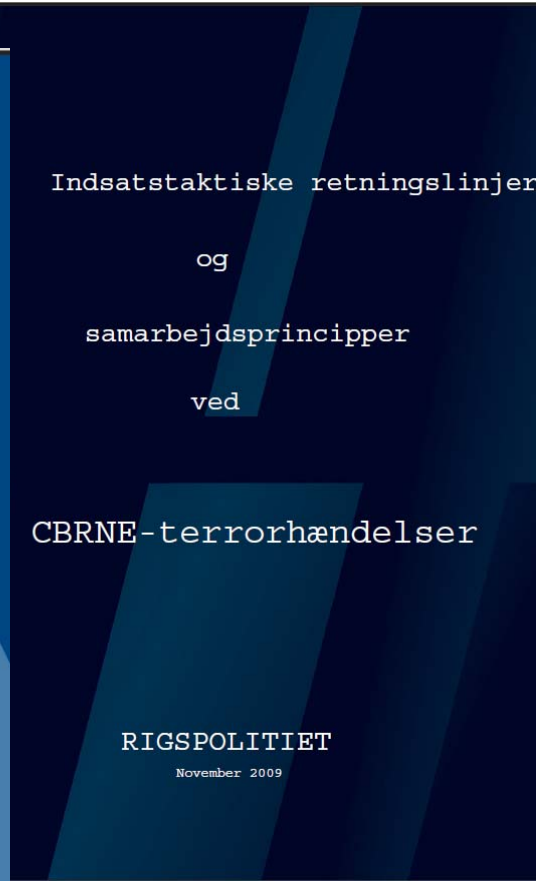 Indsatstaktiske retningslinjer
og
samarbejdsprincipper
ved
CBRNE-terrorhændelser
RIGSPOLITIET
November 2009